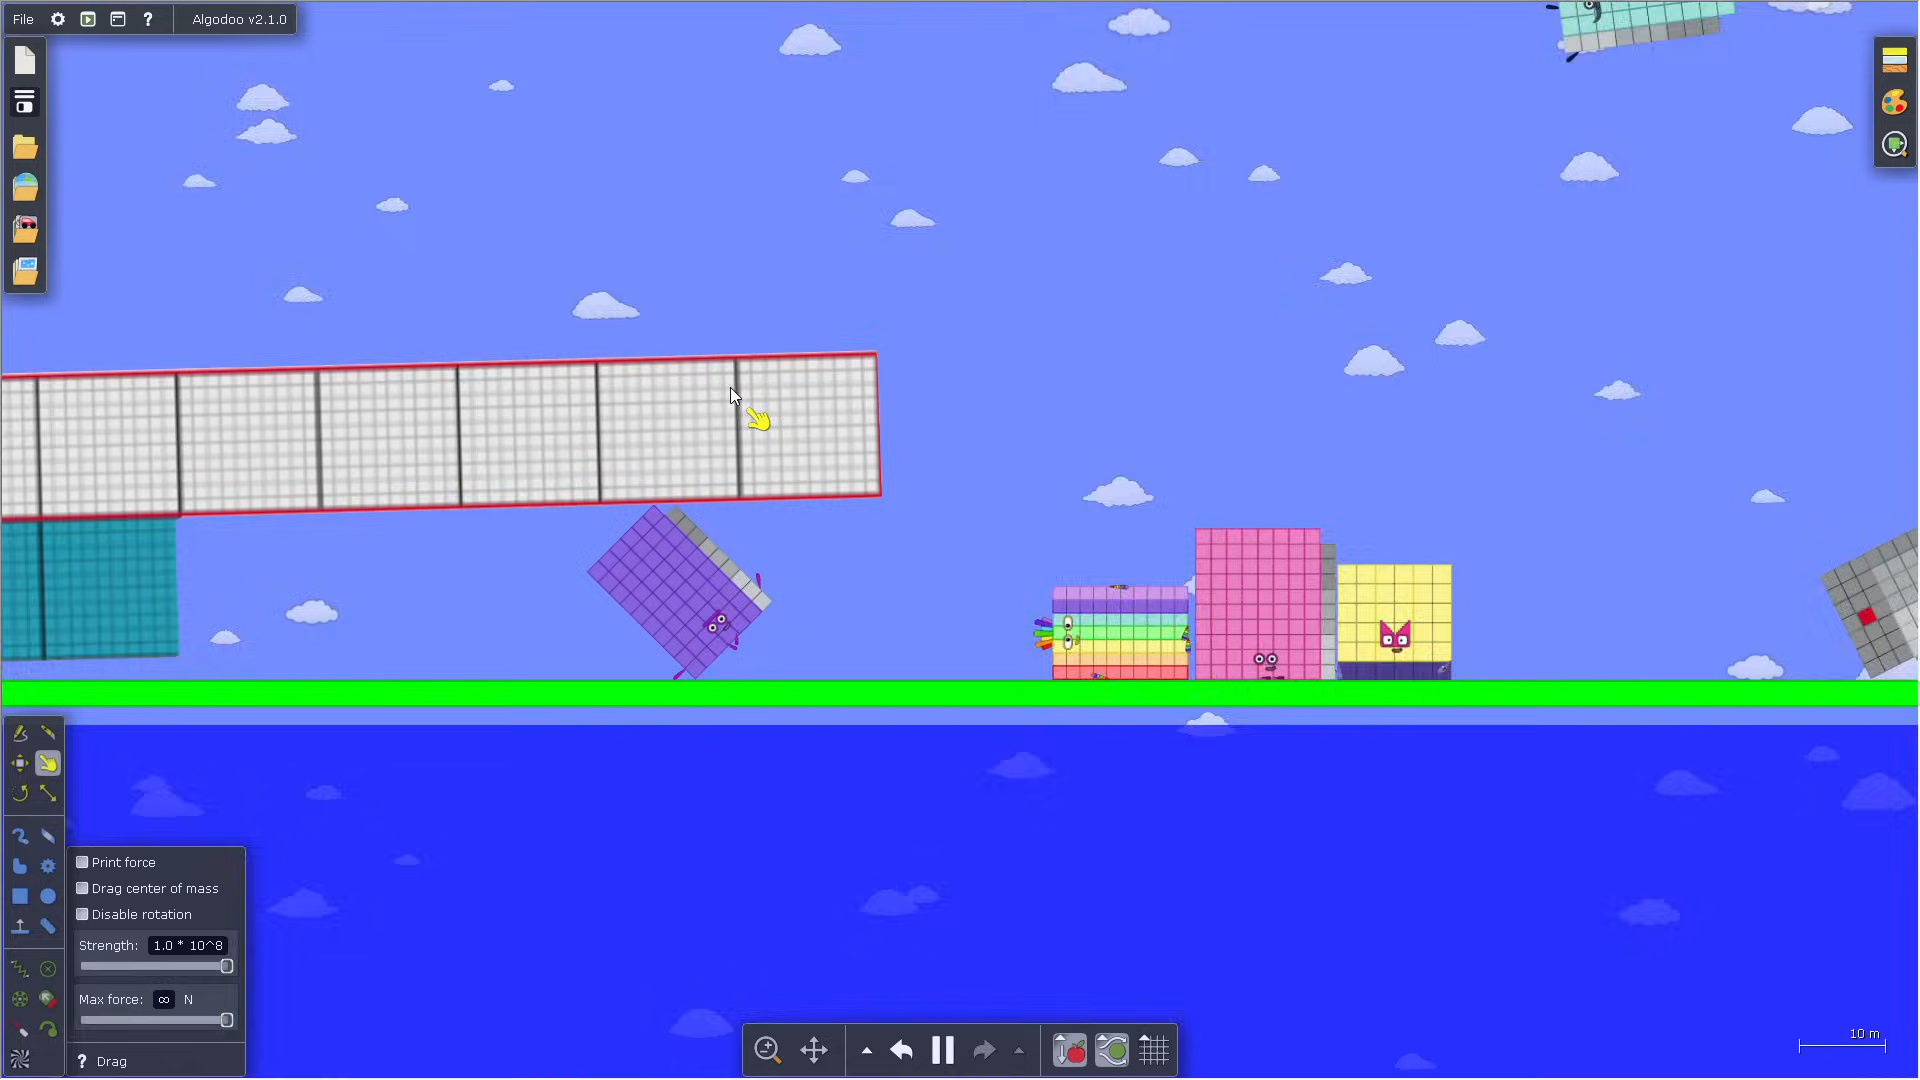 File ? Algodoo v2.1.0
Print force
Drag center of mass
Disable rotation
Strength: 1.0 * 10^8
Max force: ∞ N
? Drag
10 m